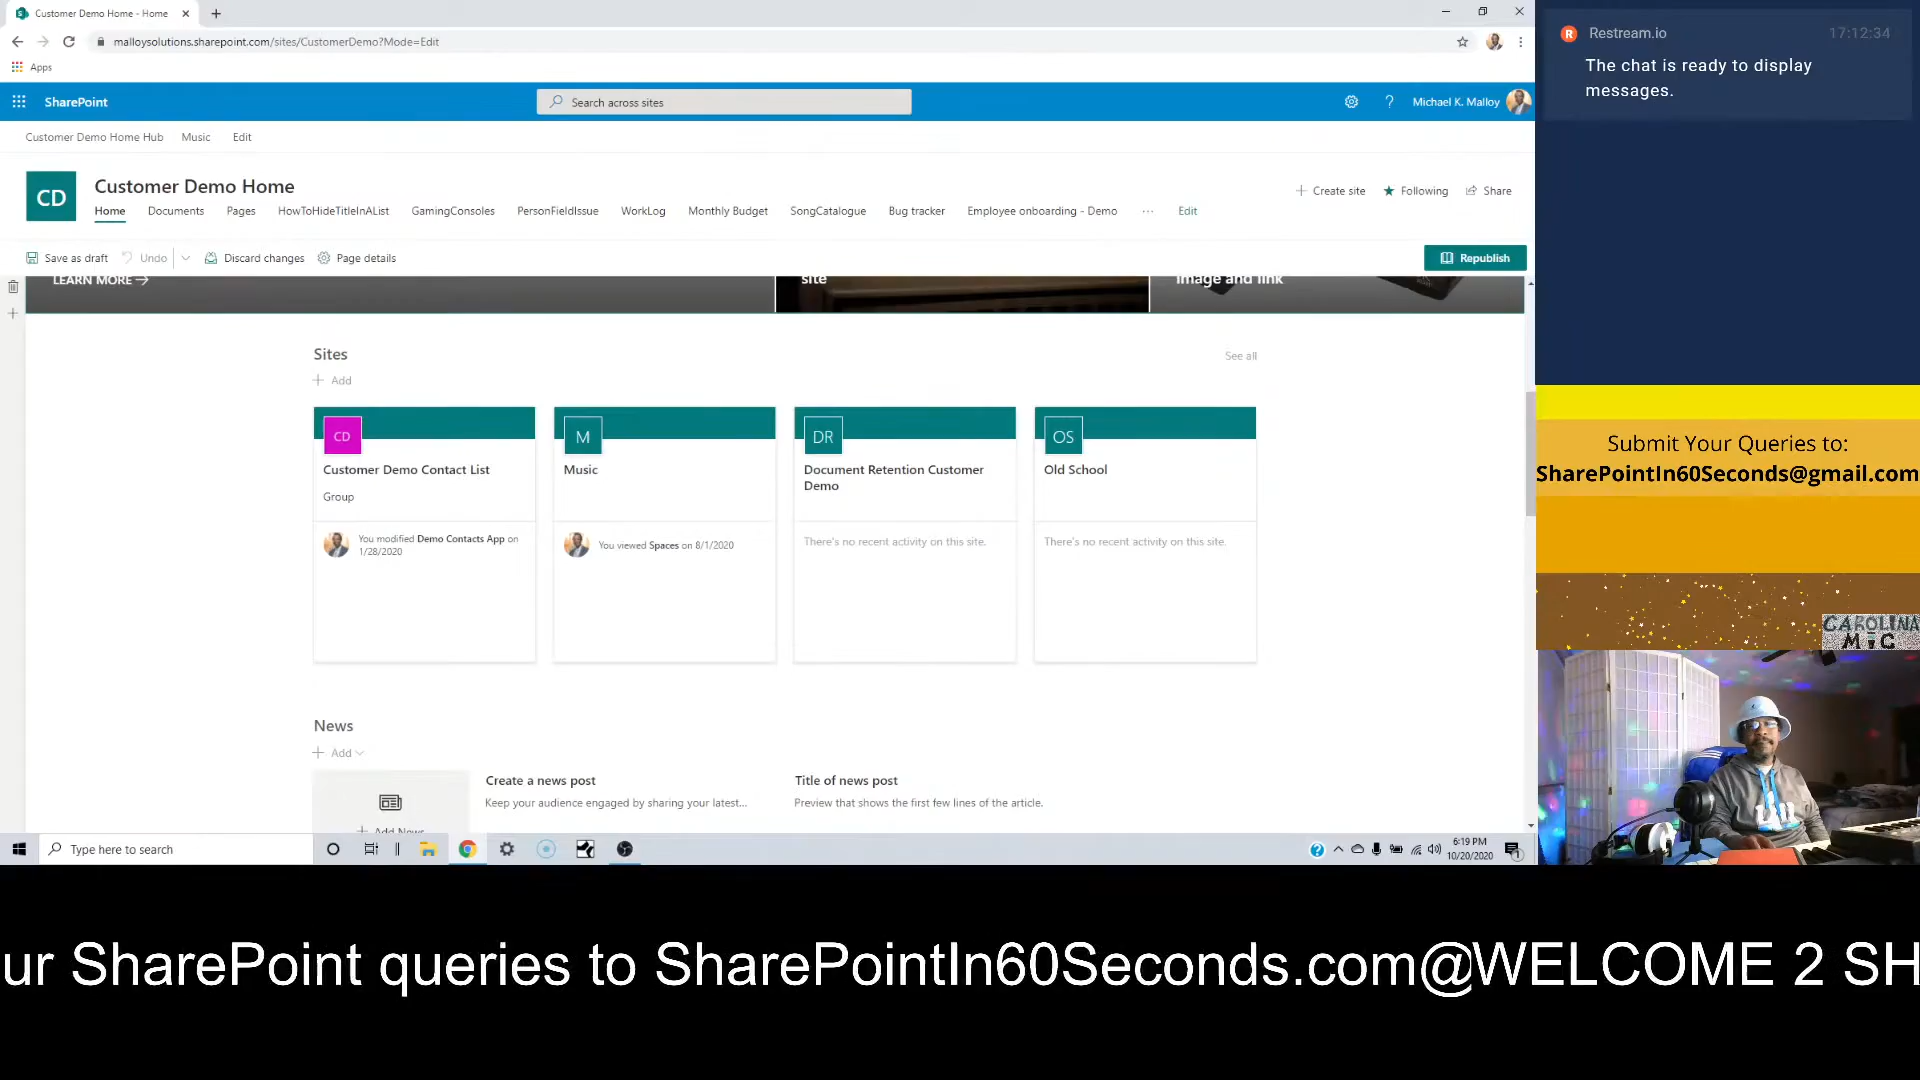 Customer Demo Home - Home
malloysolutions.sharepoint.com/sites/CustomerDemo?Mode=Edit
Apps
SharePoint
Search across sites
Michael K. Malloy
Customer Demo Home Hub Music Edit
CD
Customer Demo Home
Create site Following Share
Home Documents Pages HowToHideTitleInAList GamingConsoles PersonFieldIssue WorkLog Monthly Budget SongCatalogue Bug tracker Employee onboarding - Demo ... Edit
Save as draft Undo Discard changes Page details Republish
LEARN MORE →
site
image and link
Sites
See all
+ Add
CD
Customer Demo Contact List
Group
You modified Demo Contacts App on
1/28/2020
M
Music
You viewed Spaces on 8/1/2020
DR
Document Retention Customer
Demo
There's no recent activity on this site.
OS
Old School
There's no recent activity on this site.
News
+ Add
Create a news post
Keep your audience engaged by sharing your latest...
Title of news post
Preview that shows the first few lines of the article.
+ Add News
Type here to search
6:19 PM
10/20/2020
Restream.io 17:12:34
The chat is ready to display
messages.
Submit Your Queries to:
SharePointIn60Seconds@gmail.com
CAROLINA
MiC
ur SharePoint queries to SharePointIn60Seconds.com@WELCOME 2 SH